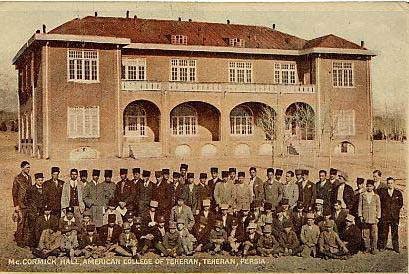 Mc.CORMICK HALL, AMERICAN COLLEGE OF TEHERAN, TEHERAN, PERSIA